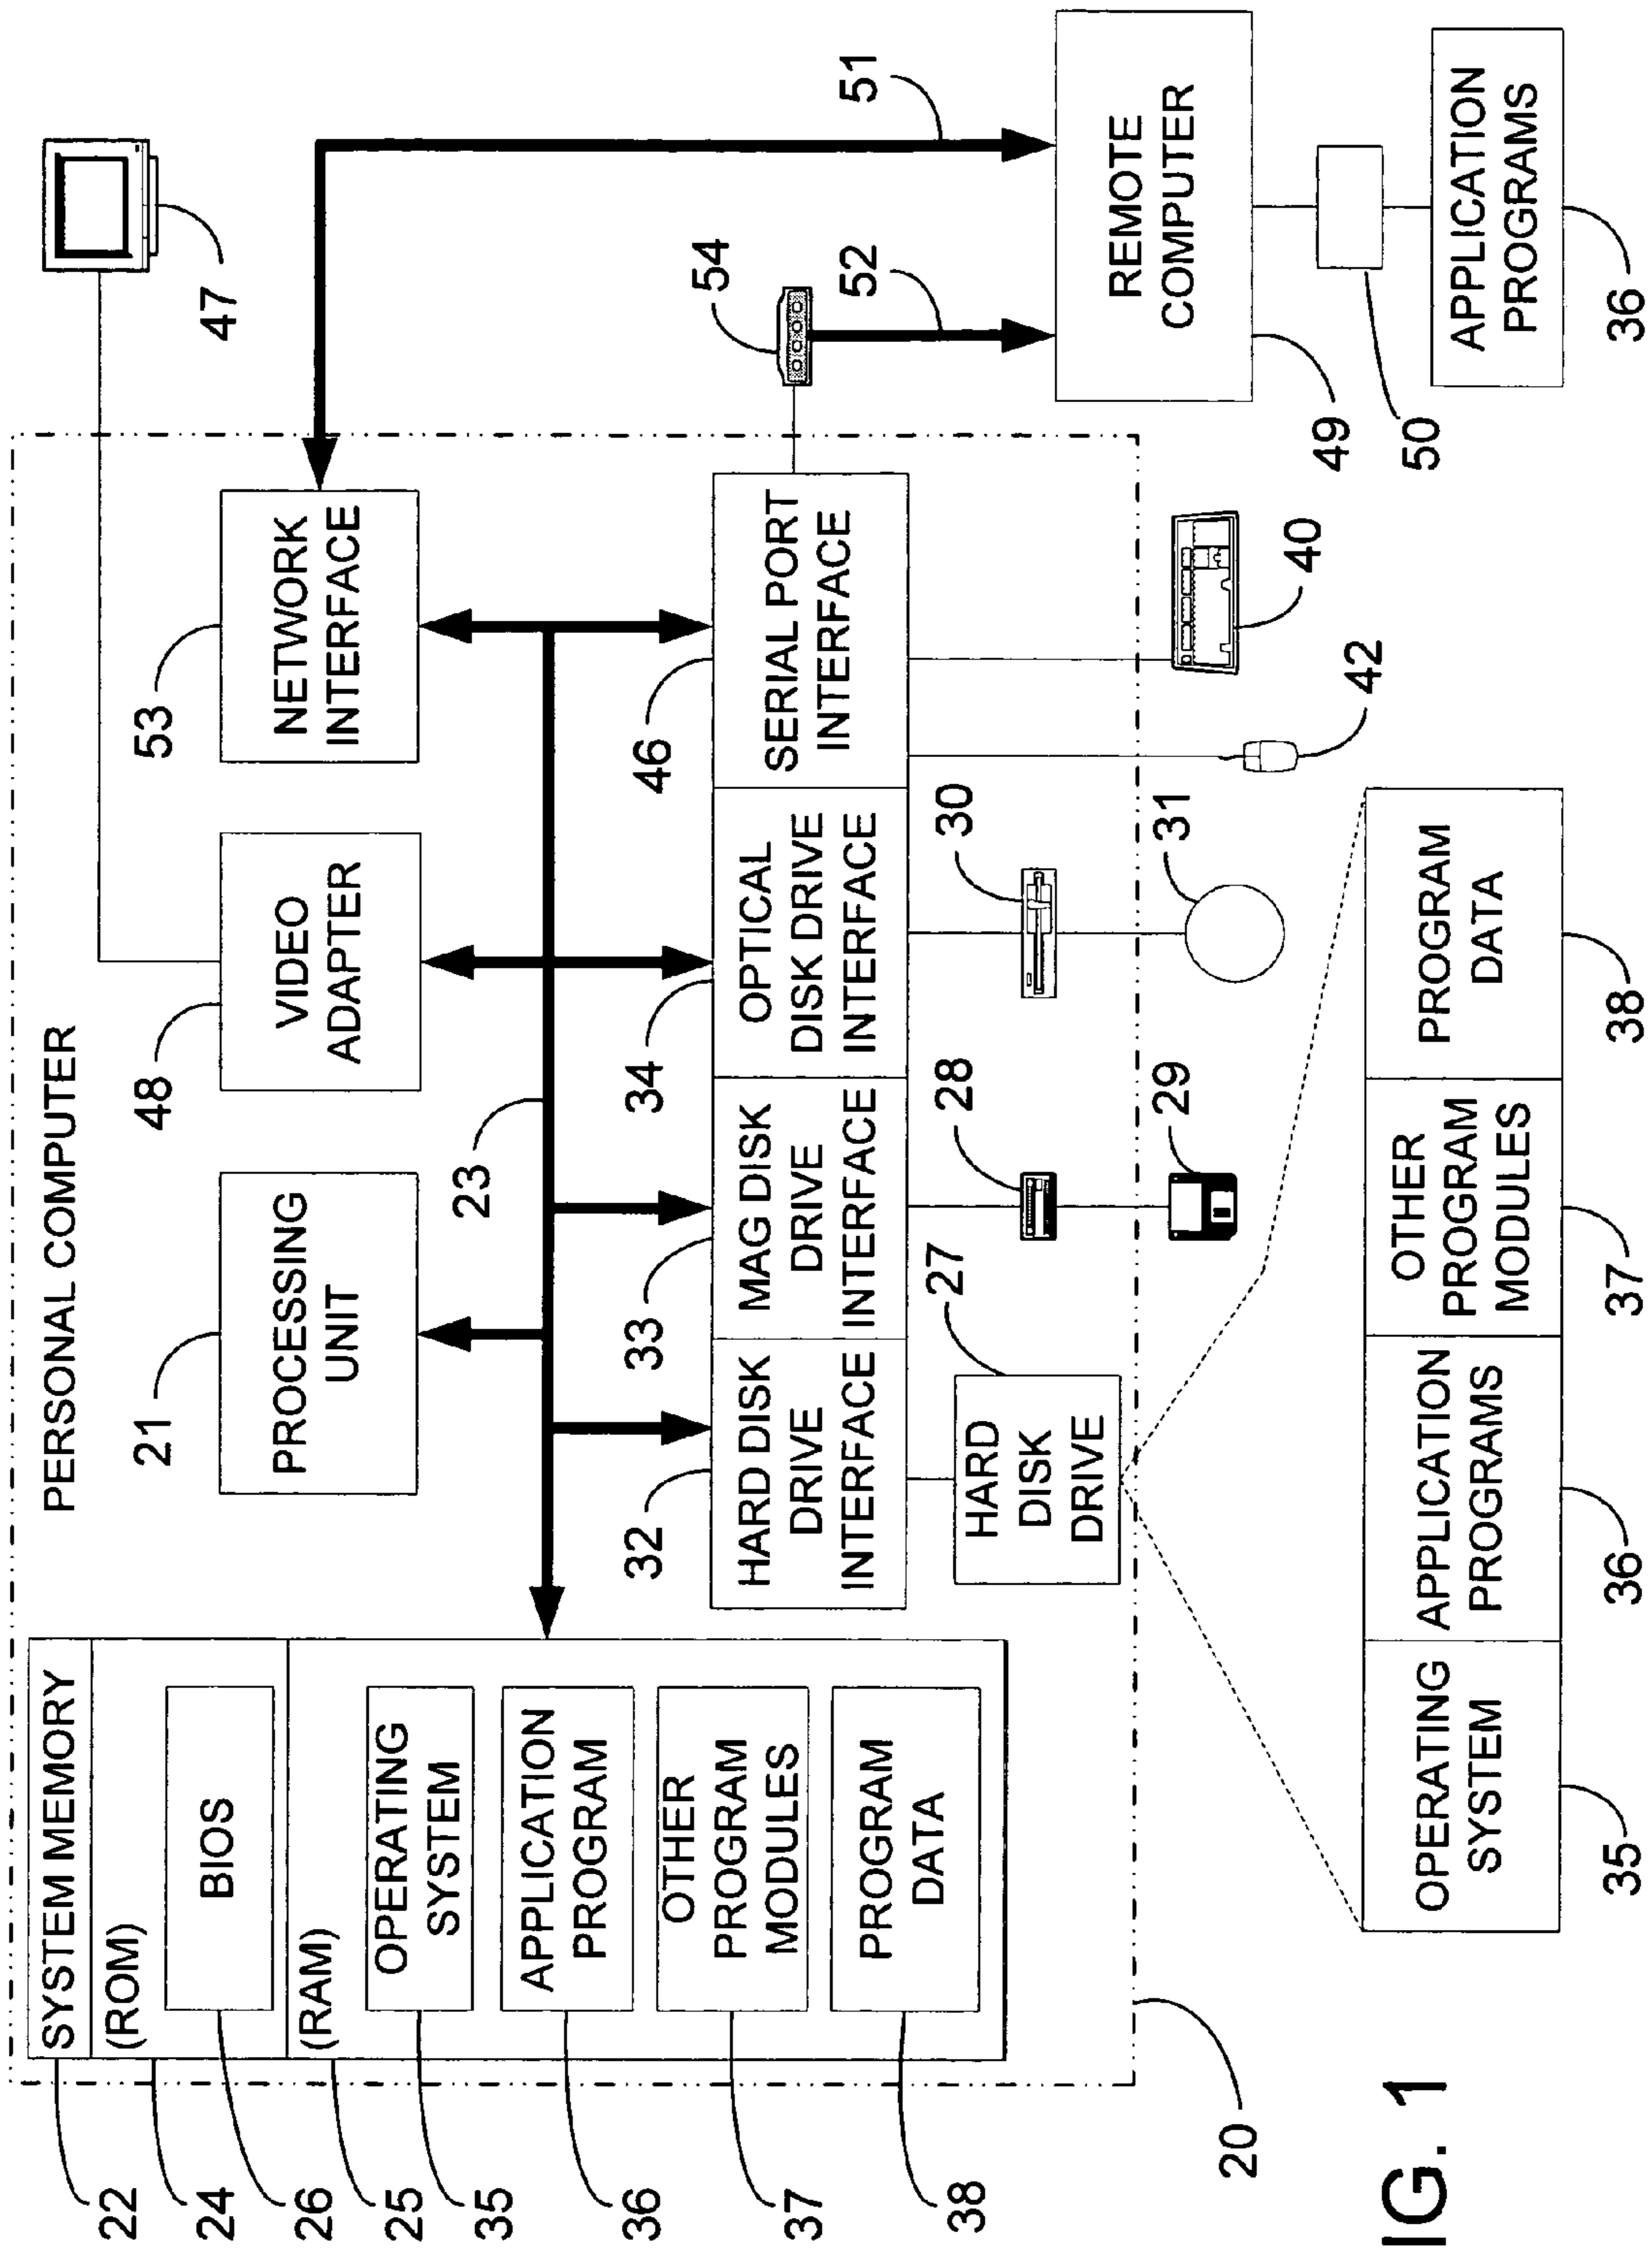 PERSONAL COMPUTER
22
SYSTEM MEMORY
24
(ROM)
26
BIOS
25
(RAM)
35
OPERATING
SYSTEM
36
APPLICATION
PROGRAM
37
OTHER
PROGRAM
MODULES
38
PROGRAM
DATA
21
PROCESSING
UNIT
48
VIDEO
ADAPTER
53
NETWORK
INTERFACE
47
23
32
HARD DISK
DRIVE
INTERFACE
33
MAG DISK
DRIVE
INTERFACE
34
OPTICAL
DISK DRIVE
INTERFACE
46
SERIAL PORT
INTERFACE
54
52
51
27
HARD
DISK
DRIVE
28
29
30
31
42
40
REMOTE
COMPUTER
49
50
APPLICATION
PROGRAMS
36
20
OPERATING
SYSTEM
35
APPLICATION
PROGRAMS
36
OTHER
PROGRAM
MODULES
37
PROGRAM
DATA
38
IG. 1